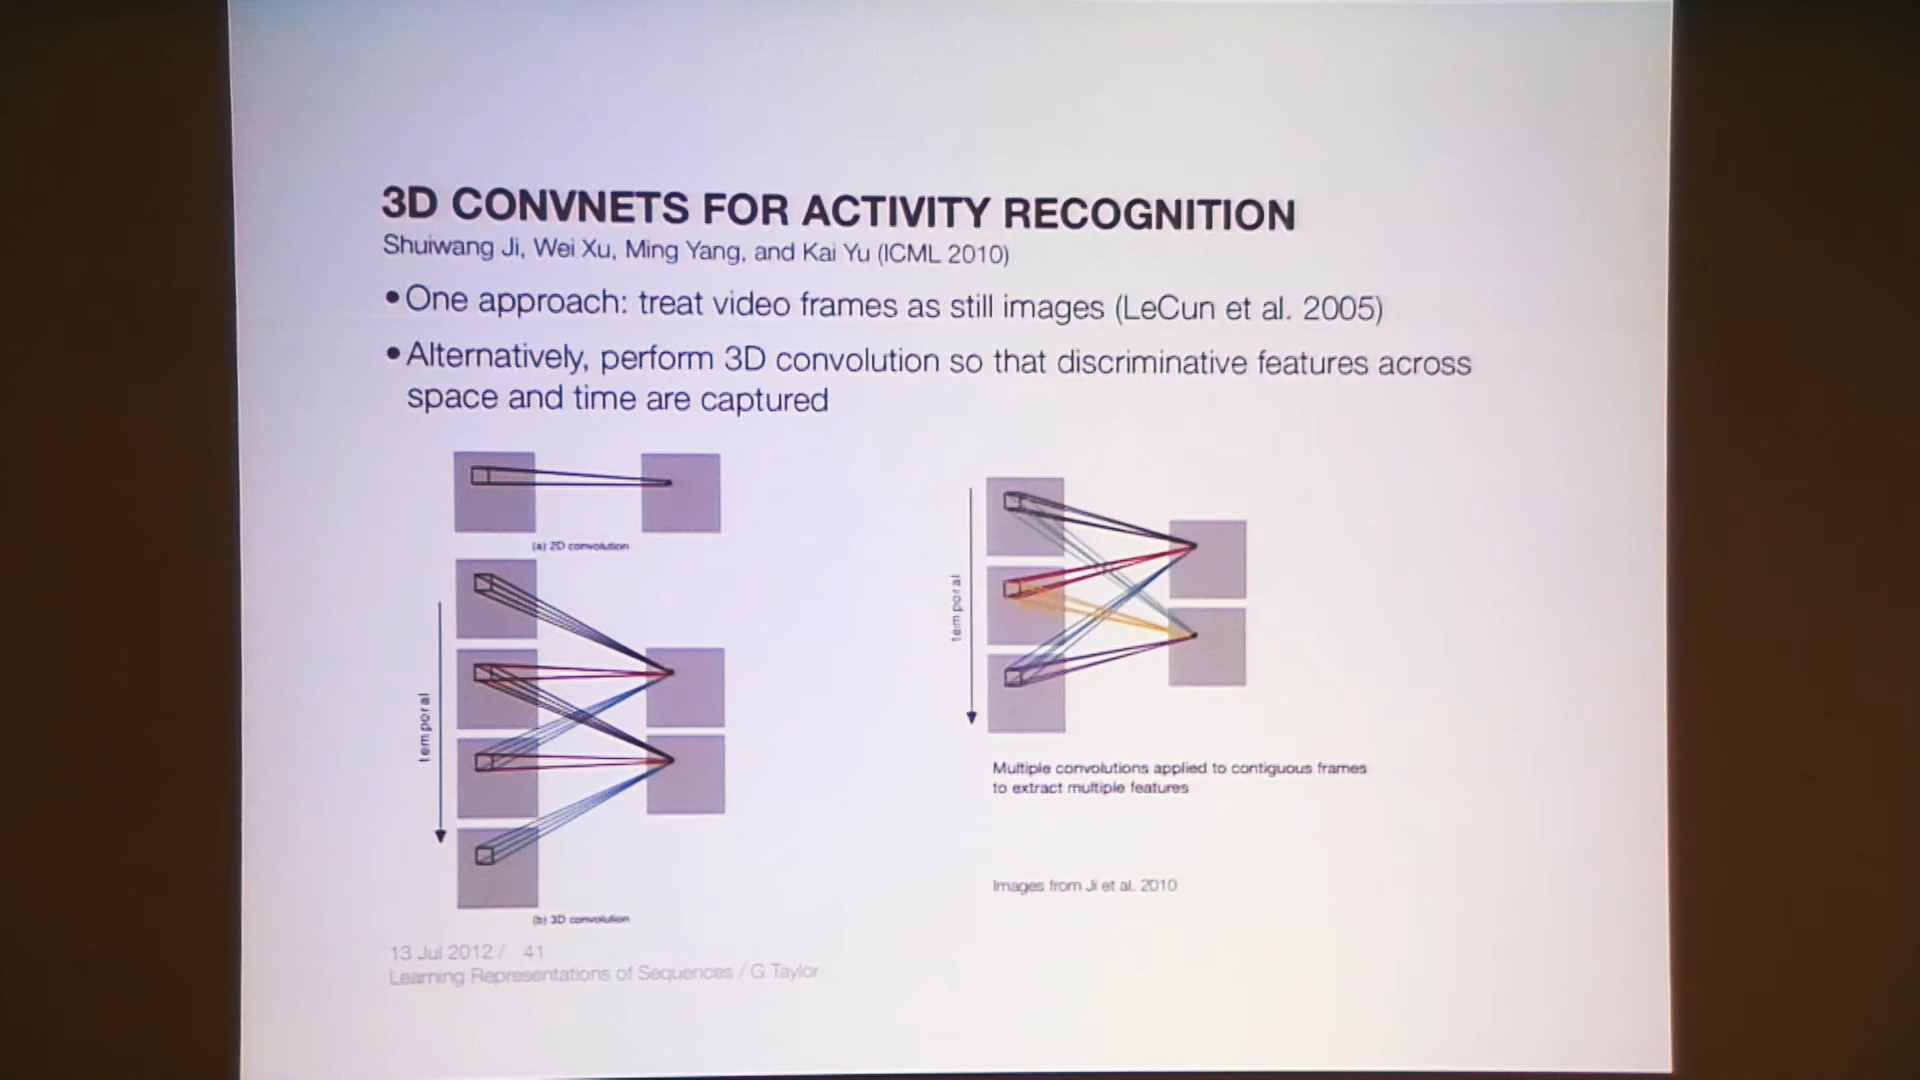 3D CONVNETS FOR ACTIVITY RECOGNITION
Shuiwang Ji, Wei Xu, Ming Yang, and Kai Yu (ICML 2010)
•One approach: treat video frames as still images (LeCun et al. 2005)
•Alternatively, perform 3D convolution so that discriminative features across
space and time are captured
(a) 2D convolution
temporal
(b) 3D convolution
temporal
Multiple convolutions applied to contiguous frames
to extract multiple features
Images from Ji et al. 2010
13 Jul 2012 / 41
Learning Representations of Sequences / G Taylor